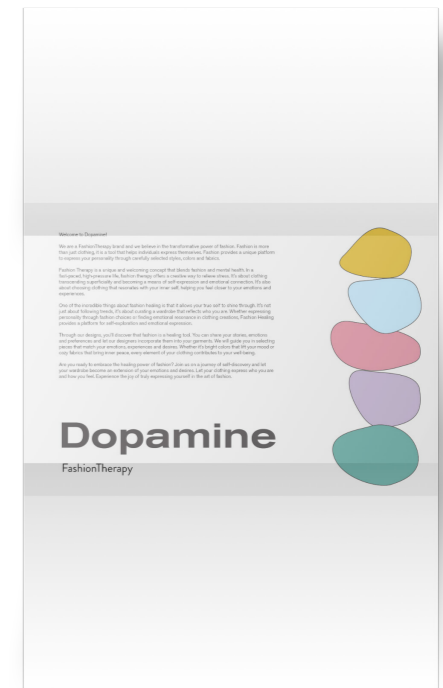 Welcome to Dopamine!
We are a FashionTherapy brand and we believe in the transformative power of fashion. Fashion is more
than just clothing, it is a tool that helps individuals express themselves. Fashion provides a unique platform
to express your personality through carefully selected styles, colors and fabrics.
Fashion Therapy is a unique and welcoming concept that blends fashion and mental health. In a
fast-paced, high-pressure life, fashion therapy offers a creative way to relieve stress. It's about clothing
transcending superficiality and becoming a means of self-expression and emotional connection. It's also
about choosing clothing that resonates with your inner self, helping you feel closer to your emotions and
experiences.
One of the incredible things about fashion healing is that it allows your true self to shine through. It's not
just about following trends, it's about creating a wardrobe that reflects who you are. Whether expressing
personality through fashion choices or finding emotional resonance in clothing creations, Fashion Healing
provides a platform for self-exploration and emotional expression.
Through our designs, you'll discover that fashion is a healing tool. You can share your stories, emotions
and preferences and let our designers incorporate them into your garments. We will guide you in selecting
pieces that match your emotions, experiences and desires. Whether it's bright colors that lift your mood or
cozy fabrics that bring inner peace, every element of your clothing contributes to your well-being.
Are you ready to embrace the healing power of fashion? Join us on a journey of self-discovery and let
your wardrobe become an extension of your emotions and desires. Let your clothing express who you are
and how you feel. Experience the joy of truly expressing yourself in the art of fashion.
Dopamine
FashionTherapy